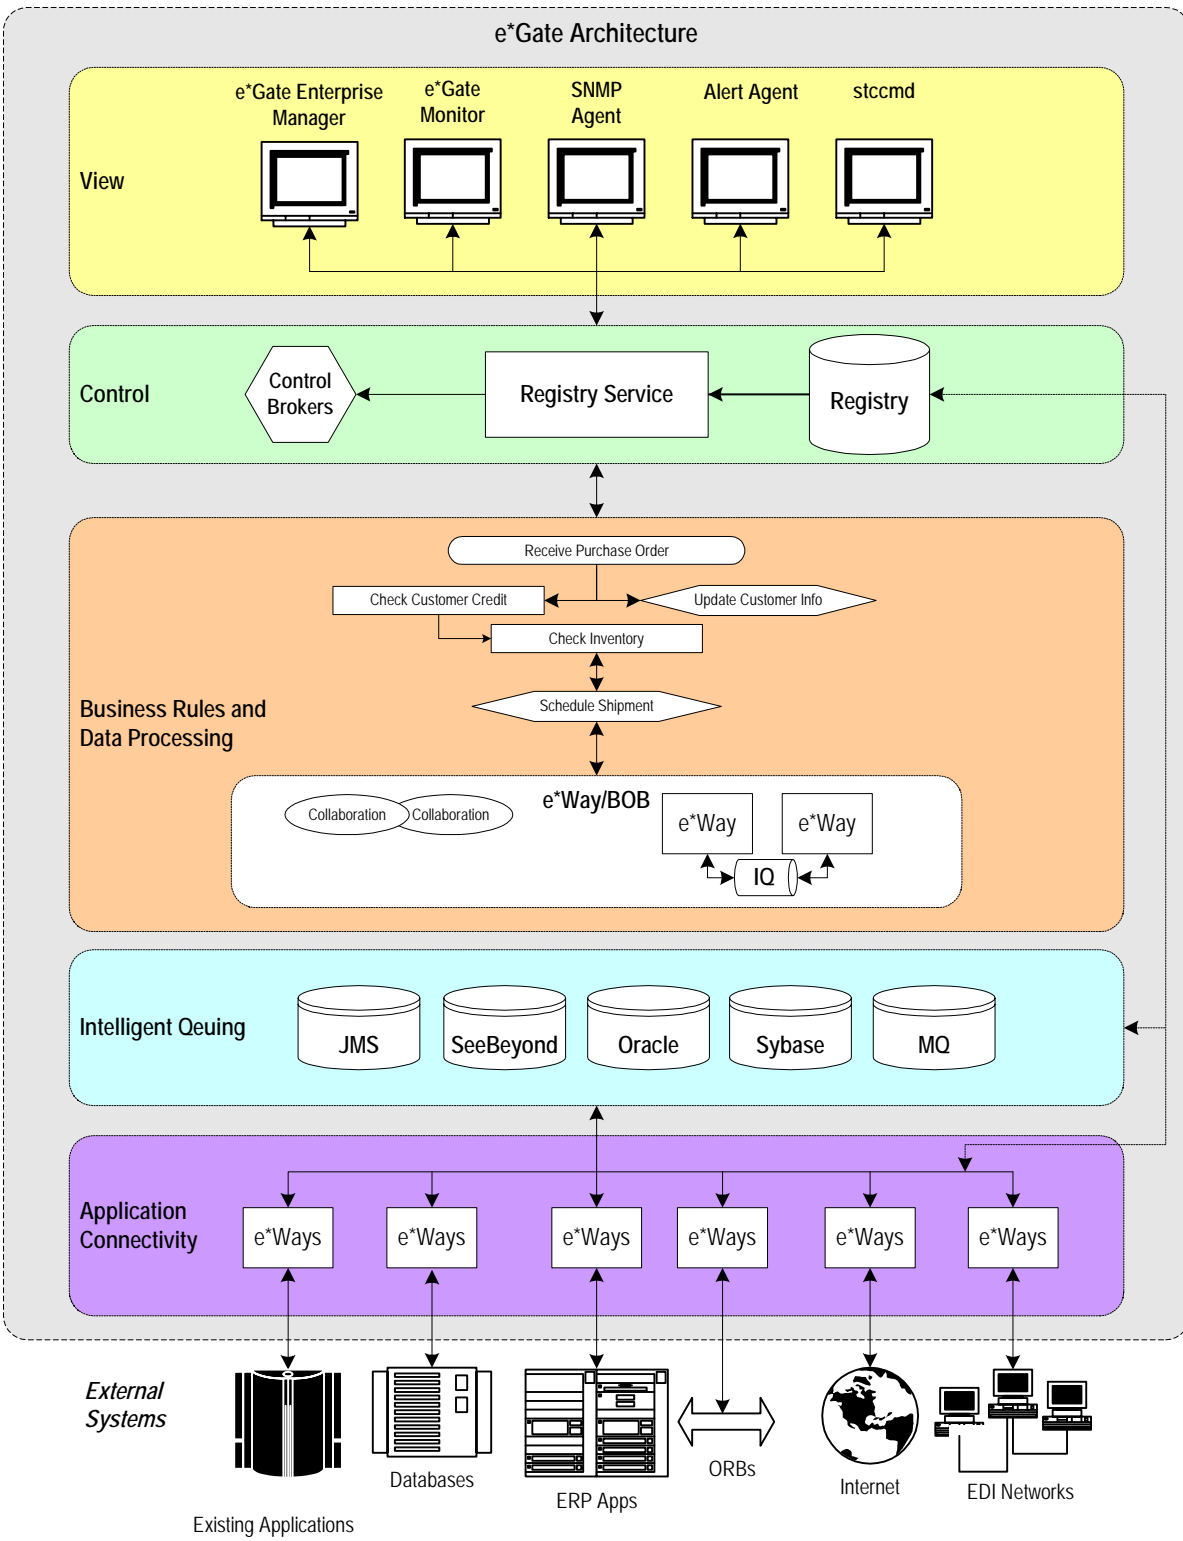 e*Gate Architecture
e*Gate Enterprise
Manager
e*Gate
Monitor
SNMP
Agent
Alert Agent
stccmd
View
Control
Control
Brokers
Registry Service
Registry
Receive Purchase Order
Check Customer Credit
Update Customer Info
Check Inventory
Schedule Shipment
Business Rules and
Data Processing
e*Way/BOB
Collaboration
Collaboration
e*Way
e*Way
IQ
Intelligent Qeuing
JMS
SeeBeyond
Oracle
Sybase
MQ
Application
Connectivity
e*Ways
e*Ways
e*Ways
e*Ways
e*Ways
e*Ways
External
Systems
Existing Applications
Databases
ERP Apps
ORBs
Internet
EDI Networks